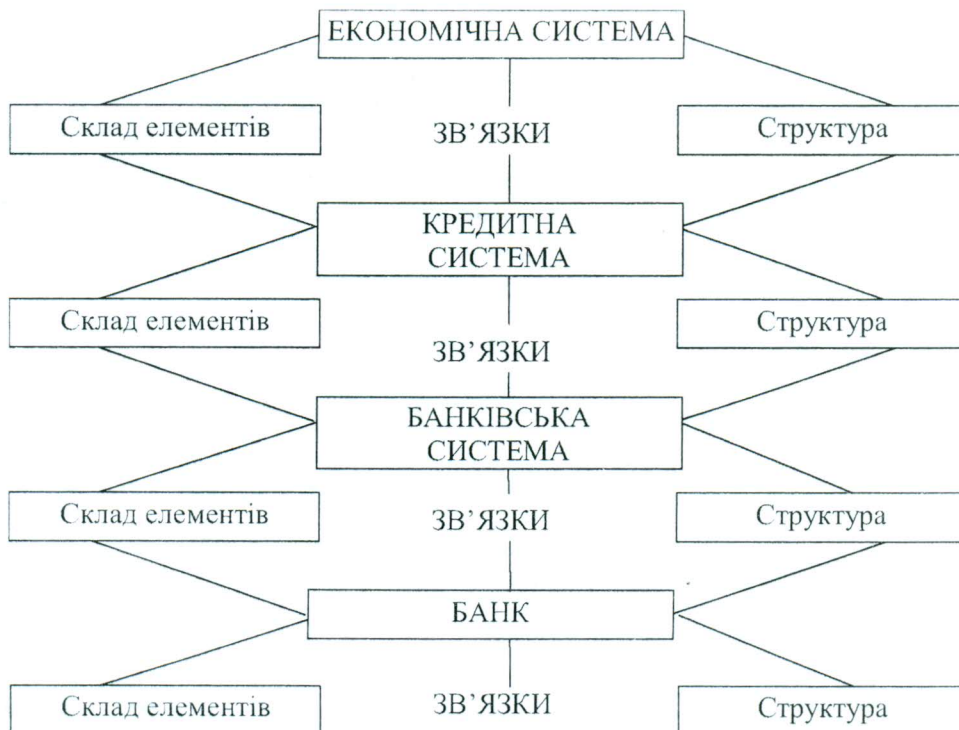 ЕКОНОМІЧНА СИСТЕМА
Склад елементів
ЗВ’ЯЗКИ
Структура
КРЕДИТНА
СИСТЕМА
Склад елементів
ЗВ’ЯЗКИ
Структура
БАНКІВСЬКА
СИСТЕМА
Склад елементів
ЗВ’ЯЗКИ
Структура
БАНК
Склад елементів
ЗВ’ЯЗКИ
Структура